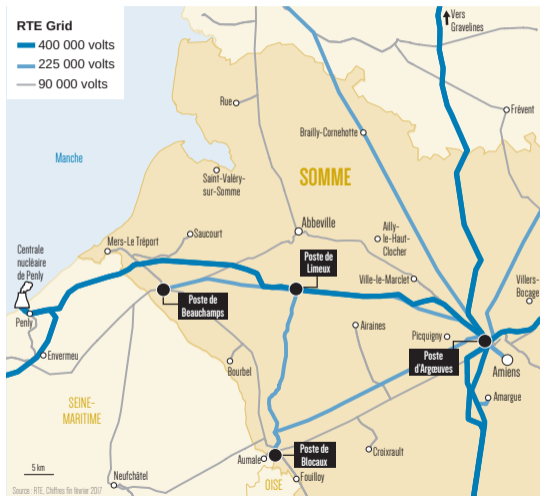 RTE Grid
400 000 volts
225 000 volts
90 000 volts
Vers
Gravelines
Rue
Frévent
Brailly-Cornehotte
Manche
SOMME
Saint-Valéry-
sur-Somme
Abbeville
Ailly-
le-Haut-
Clocher
Saucourt
Mers-Le Tréport
Centrale
nucléaire
de Penly
Poste de
Limeux
Ville-le-Marclet
Villers-
Bocage
Poste de
Beauchamps
Penly
Airaines
Picquigny
Envermeu
Poste
d'Argœuves
Amiens
Bourbel
SEINE-
MARITIME
Amargue
Poste de
Blocaux
Croixrault
Aumale
5 km
Neufchâtel
Fouilloy
OISE
Source : RTE, Chiffres fin février 2017